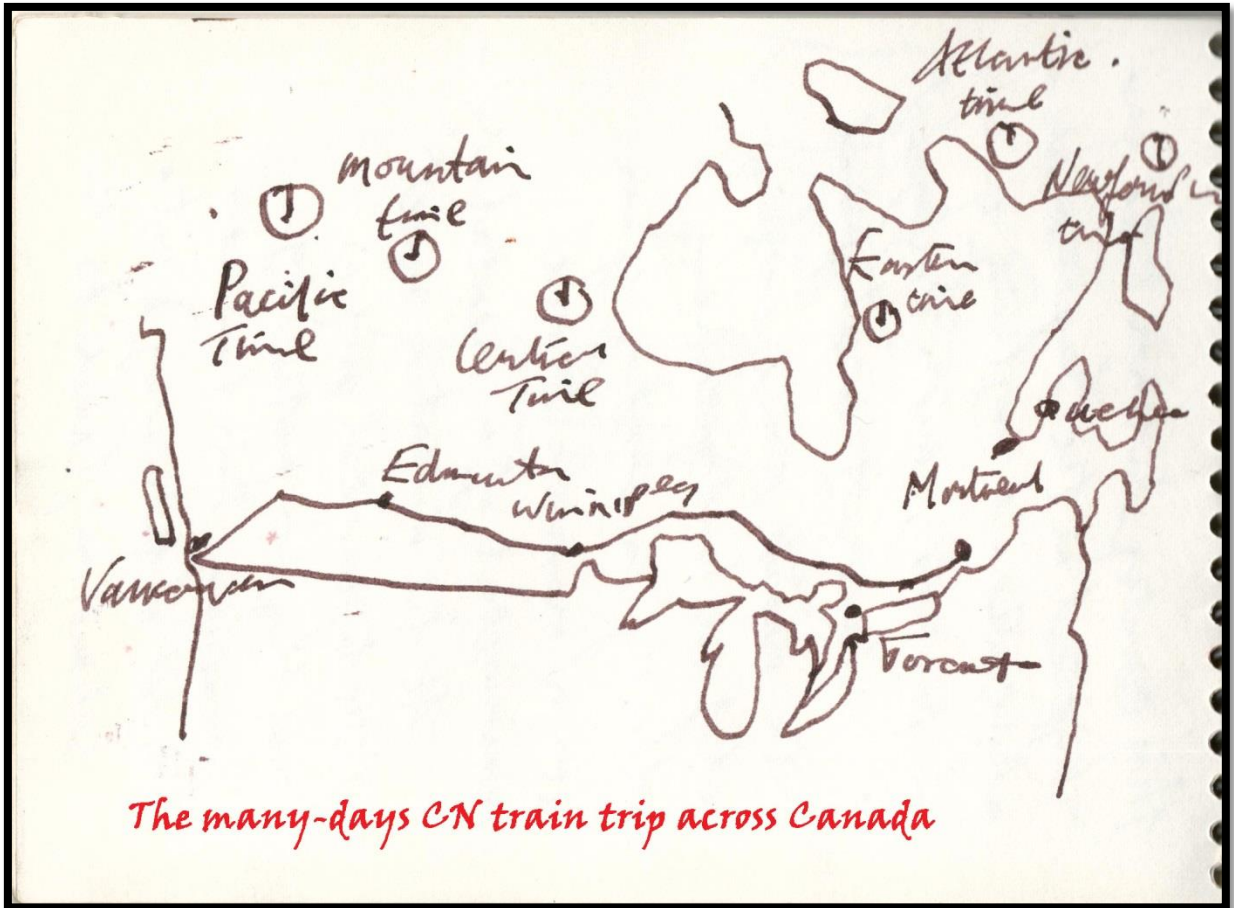 Atlantic
time
mountain
time
Newfound
time
Pacific
Time
Eastern
time
Central
Time
Edmonton
Winnipeg
Quebec
Montreal
Vancouver
Toronto
The many-days CN train trip across Canada